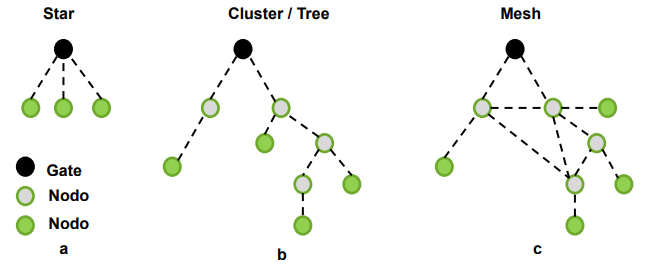 Star
Cluster / Tree
Mesh
Gate
Nodo
Nodo
a
b
c